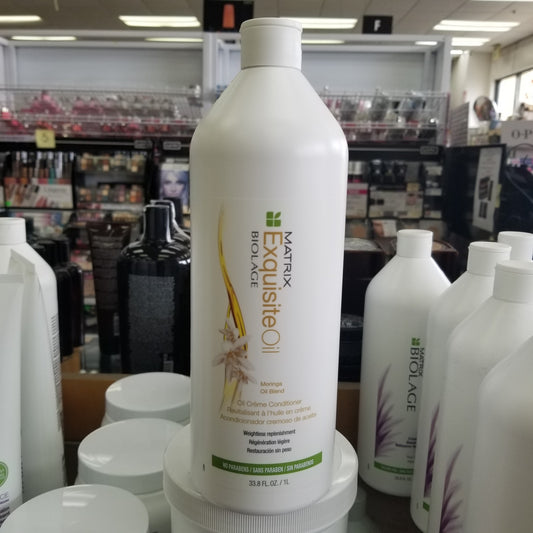 F
5
O·P·I
MATRIX
BIOLAGE
ExquisiteOil
Moringa
Oil Blend
Oil Crème Conditioner
Revitalisant à l'huile en crème
Acondicionador cremoso de aceite
Weightless replenishment
Régénération légère
Restauración sin peso
NO PARABENS / SANS PARABEN / SIN PARABENOS
33.8 FL.OZ. / 1L
MATRIX
BIOLAGE